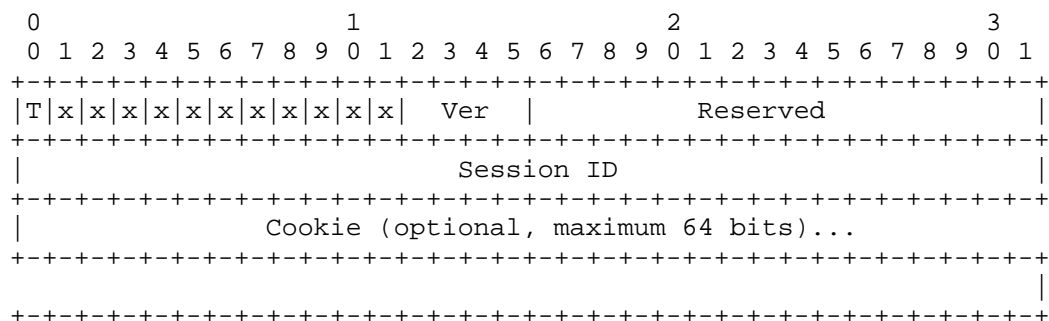 0                   1                   2                   3
 0 1 2 3 4 5 6 7 8 9 0 1 2 3 4 5 6 7 8 9 0 1 2 3 4 5 6 7 8 9 0 1
+-+-+-+-+-+-+-+-+-+-+-+-+-+-+-+-+-+-+-+-+-+-+-+-+-+-+-+-+-+-+-+-+
|T|x|x|x|x|x|x|x|x|x|x|x|  Ver  |          Reserved             |
+-+-+-+-+-+-+-+-+-+-+-+-+-+-+-+-+-+-+-+-+-+-+-+-+-+-+-+-+-+-+-+-+
|                           Session ID                          |
+-+-+-+-+-+-+-+-+-+-+-+-+-+-+-+-+-+-+-+-+-+-+-+-+-+-+-+-+-+-+-+-+
|               Cookie (optional, maximum 64 bits)...
+-+-+-+-+-+-+-+-+-+-+-+-+-+-+-+-+-+-+-+-+-+-+-+-+-+-+-+-+-+-+-+-+
                                                                |
+-+-+-+-+-+-+-+-+-+-+-+-+-+-+-+-+-+-+-+-+-+-+-+-+-+-+-+-+-+-+-+-+